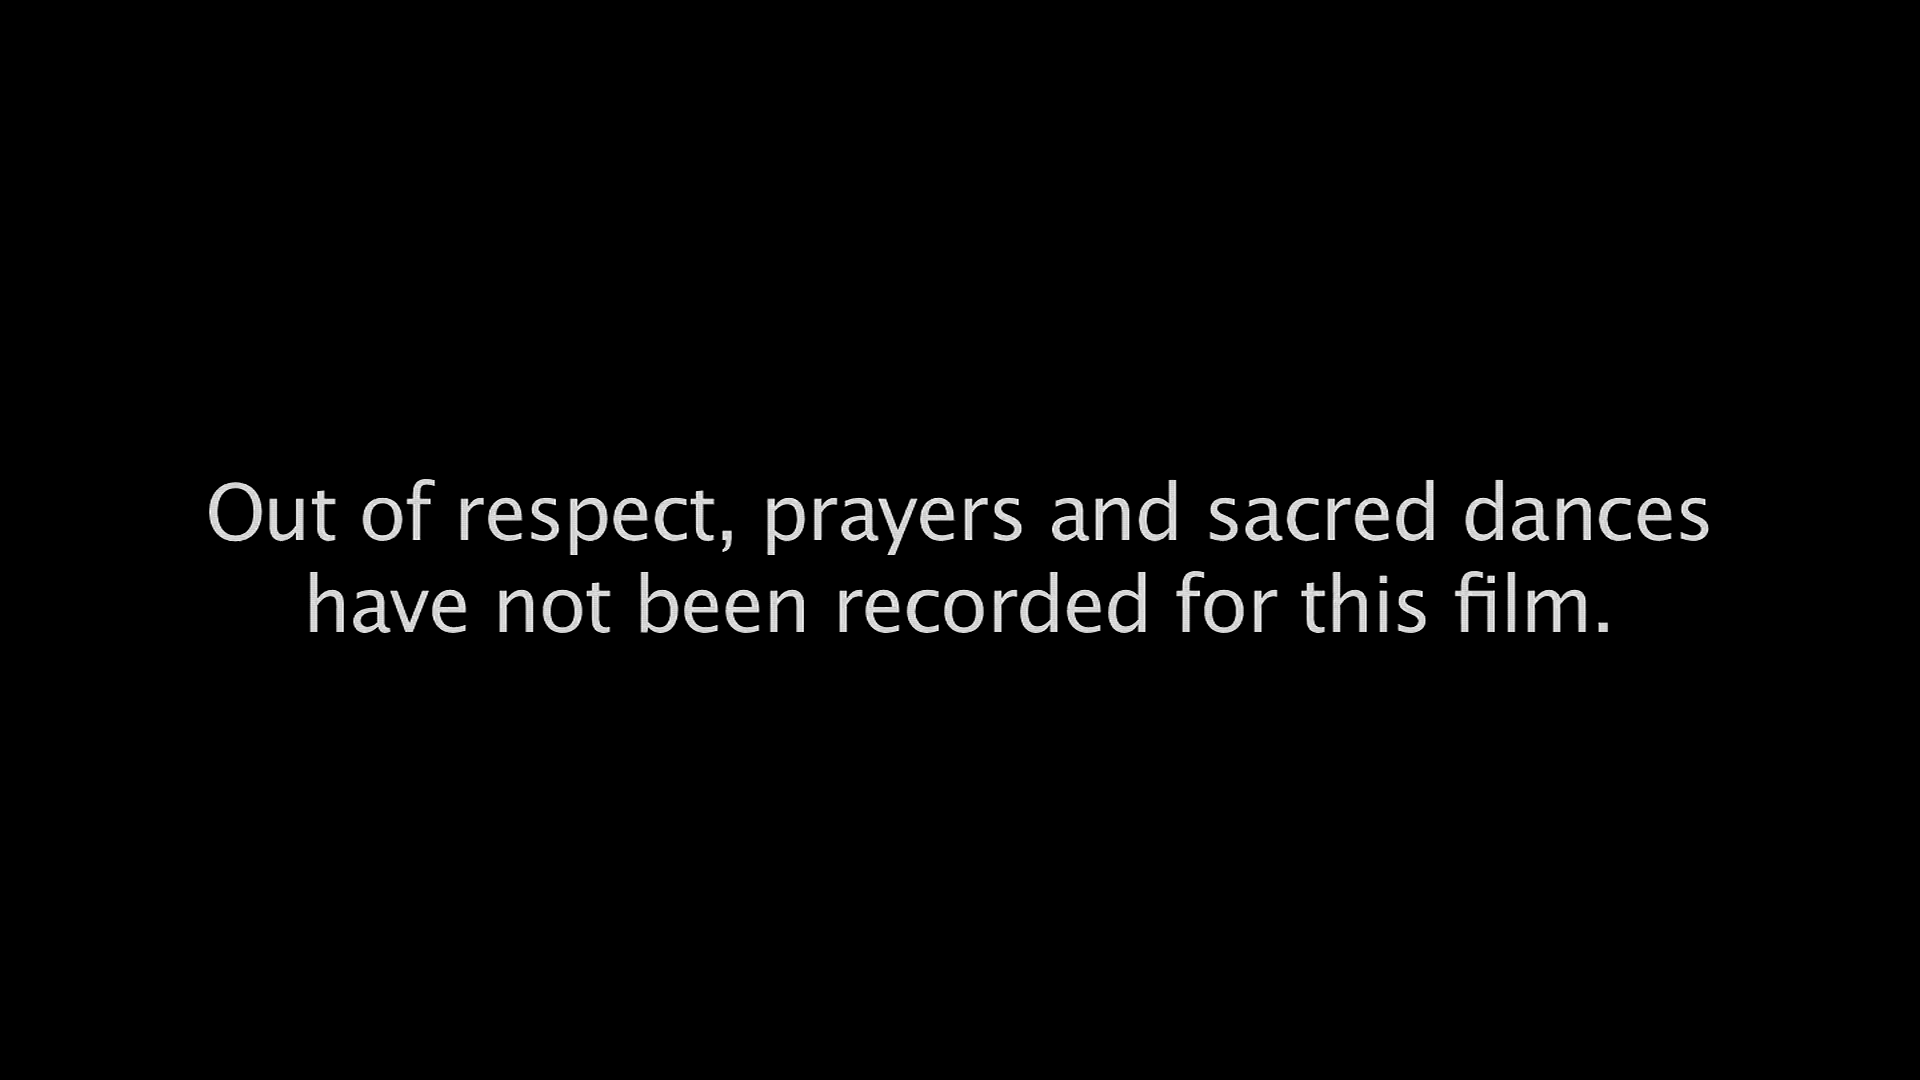 Out of respect, prayers and sacred dances
have not been recorded for this film.